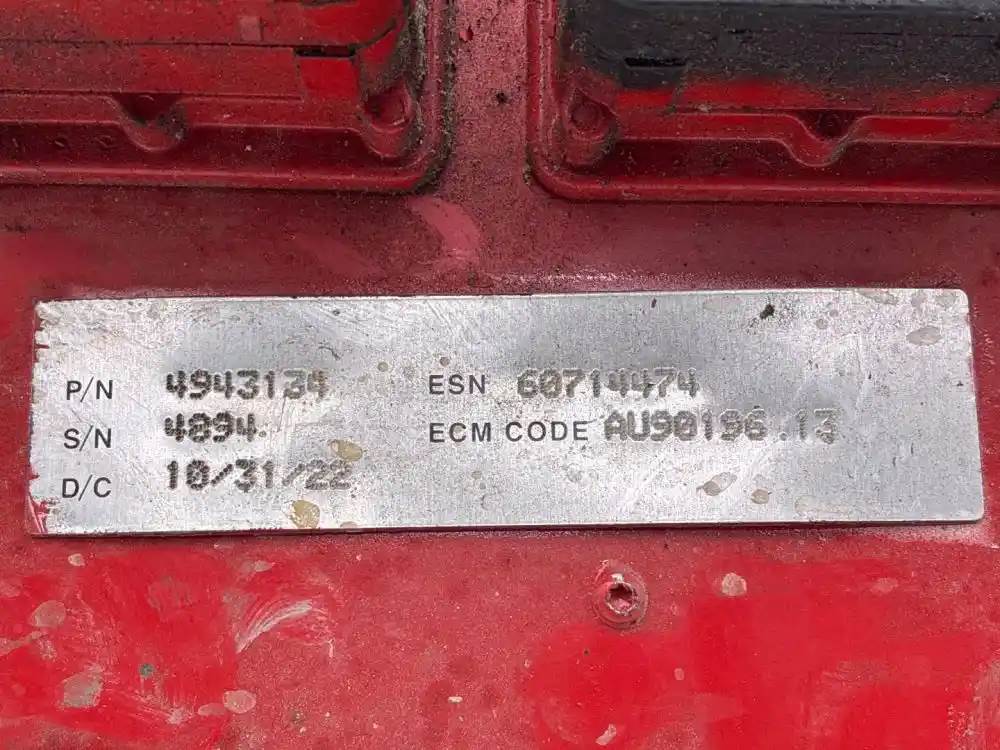 P/N 4943134 ESN 60714474
S/N 4894 ECM CODE AU90196.13
D/C 10/31/22